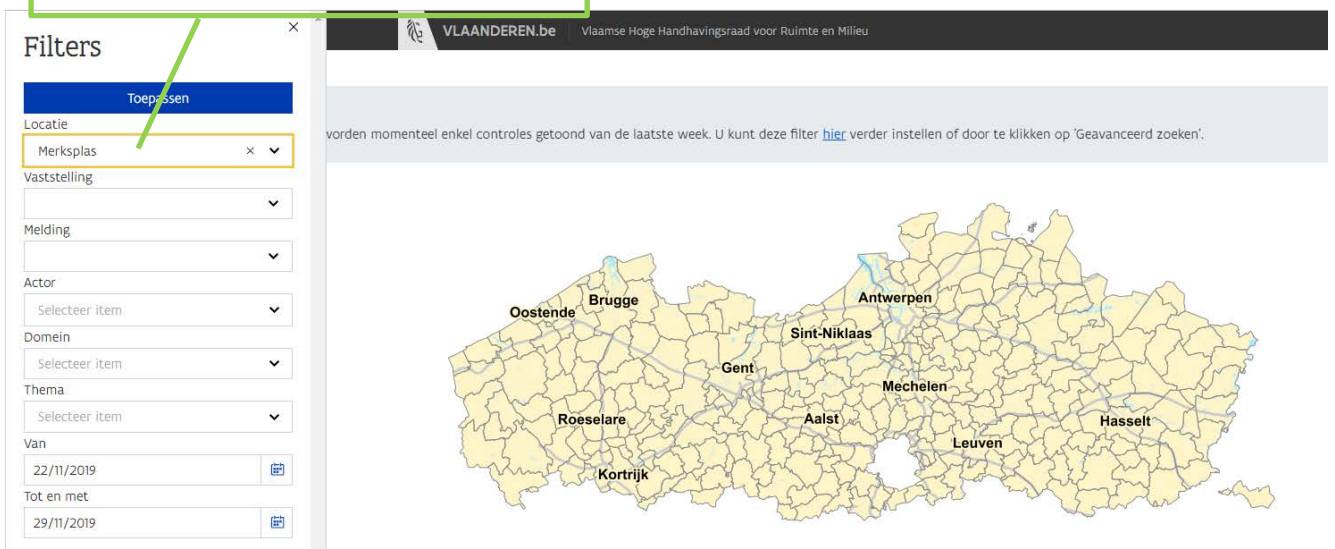 VLAANDEREN.be Vlaamse Hoge Handhavingsraad voor Ruimte en Milieu
Filters
Toepassen
Locatie
Merksplas
Vaststelling
Melding
Actor
Selecteer item
Domein
Selecteer item
Thema
Selecteer item
Van
22/11/2019
Tot en met
29/11/2019
vorden momenteel enkel controles getoond van de laatste week. U kunt deze filter hier verder instellen of door te klikken op 'Geavanceerd zoeken'.
Oostende
Brugge
Antwerpen
Sint-Niklaas
Gent
Mechelen
Roeselare
Aalst
Hasselt
Leuven
Kortrijk